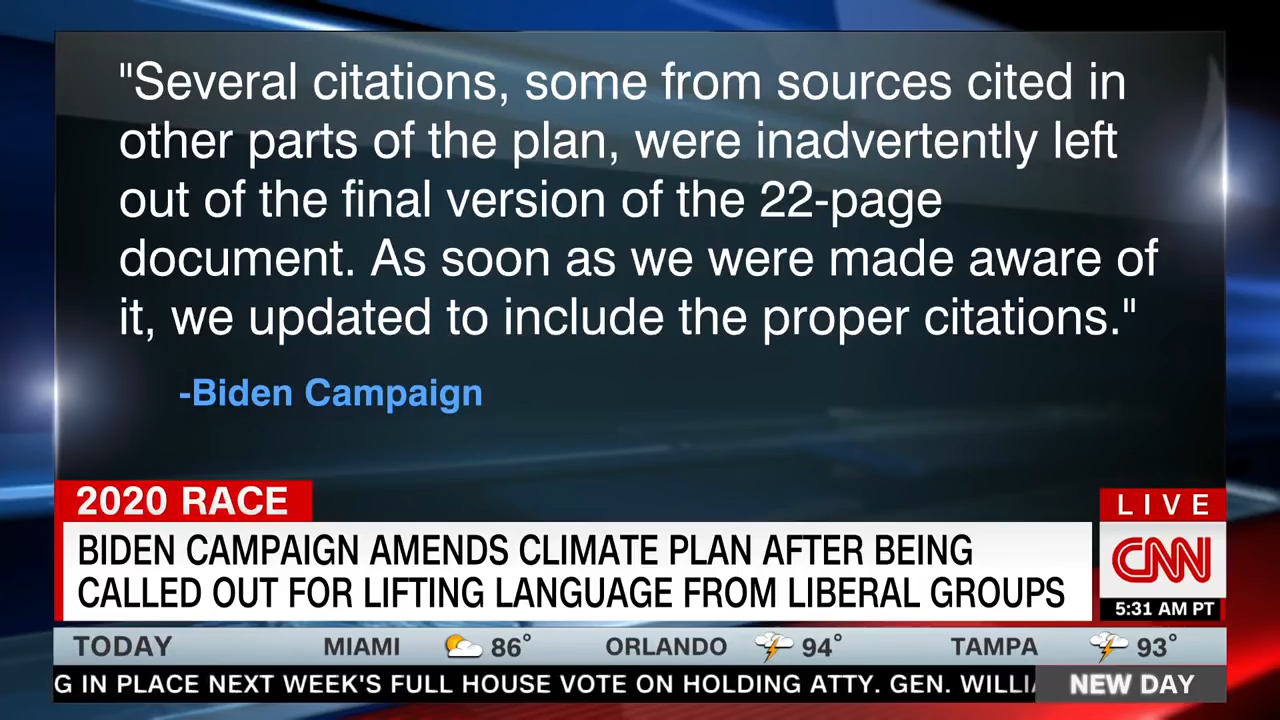 "Several citations, some from sources cited in
other parts of the plan, were inadvertently left
out of the final version of the 22-page
document. As soon as we were made aware of
it, we updated to include the proper citations."
-Biden Campaign
2020 RACE
BIDEN CAMPAIGN AMENDS CLIMATE PLAN AFTER BEING
CALLED OUT FOR LIFTING LANGUAGE FROM LIBERAL GROUPS
LIVE
CNN
5:31 AM PT
TODAY MIAMI 86° ORLANDO 94° TAMPA 93°
G IN PLACE NEXT WEEK'S FULL HOUSE VOTE ON HOLDING ATTY. GEN. WILLI
NEW DAY